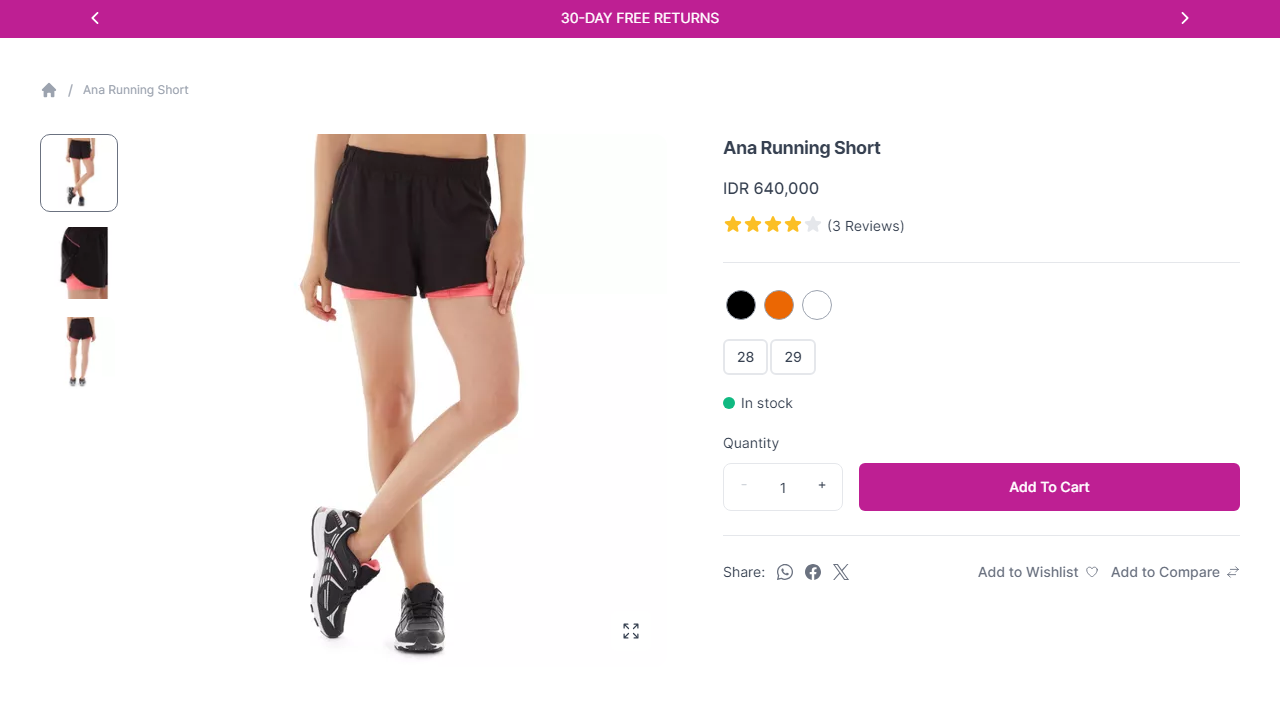 30-DAY FREE RETURNS
/ Ana Running Short
Ana Running Short
IDR 640,000
(3 Reviews)
28 29
In stock
Quantity
- 1 +
Add To Cart
Share: Add to Wishlist Add to Compare